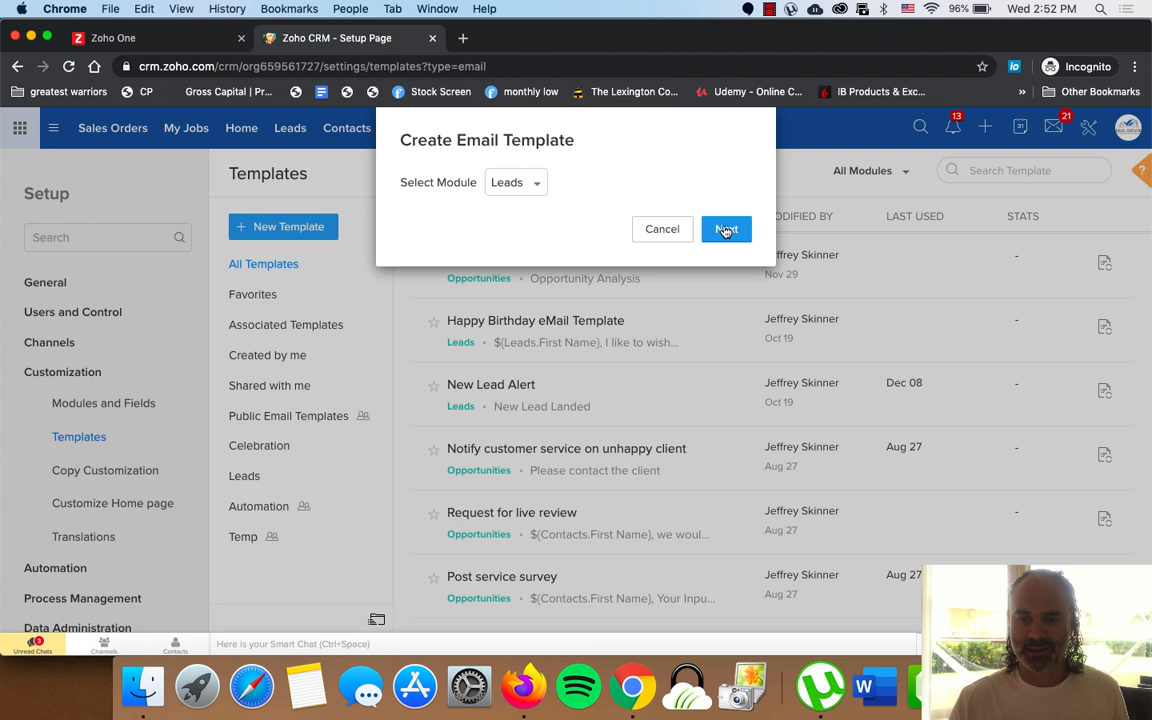 Chrome File Edit View History Bookmarks People Tab Window Help 96% Wed 2:52 PM
Zoho One Zoho CRM - Setup Page
crm.zoho.com/crm/org659561727/settings/templates?type=email Incognito
greatest warriors CP Gross Capital | Pr... Stock Screen monthly low The Lexington Co... Udemy - Online C... IB Products & Exc... » Other Bookmarks
Sales Orders My Jobs Home Leads Contacts 13 31 21
Create Email Template
Select Module Leads
Cancel Next
Setup
Search
General
Users and Control
Channels
Customization
Modules and Fields
Templates
Copy Customization
Customize Home page
Translations
Automation
Process Management
Data Administration
Templates
+ New Template
All Templates
Favorites
Associated Templates
Created by me
Shared with me
Public Email Templates
Celebration
Leads
Automation
Temp
All Modules Search Template ?
MODIFIED BY LAST USED STATS
Jeffrey Skinner -
Opportunities • Opportunity Analysis Nov 29
Happy Birthday eMail Template Jeffrey Skinner -
Leads • ${Leads.First Name}, I like to wish... Oct 19
New Lead Alert Jeffrey Skinner Dec 08 -
Leads • New Lead Landed Oct 19
Notify customer service on unhappy client Jeffrey Skinner Aug 27 -
Opportunities • Please contact the client Aug 27
Request for live review Jeffrey Skinner -
Opportunities • ${Contacts.First Name}, we woul... Aug 27
Post service survey Jeffrey Skinner Aug 27
Opportunities • ${Contacts.First Name}, Your Inpu... Aug 27
3
Unread Chats Channels Contacts Here is your Smart Chat (Ctrl+Space)